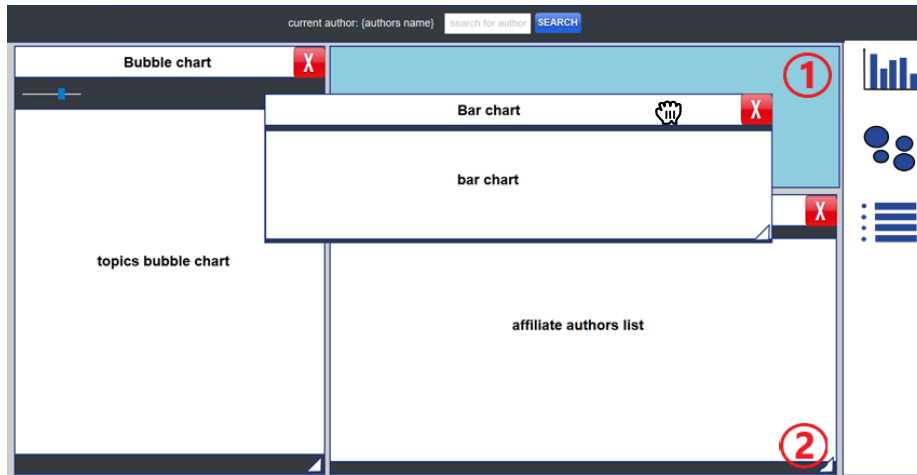 current author: {authors name} search for author SEARCH
Bubble chart X
1
Bar chart X
bar chart
X
topics bubble chart
affiliate authors list
2